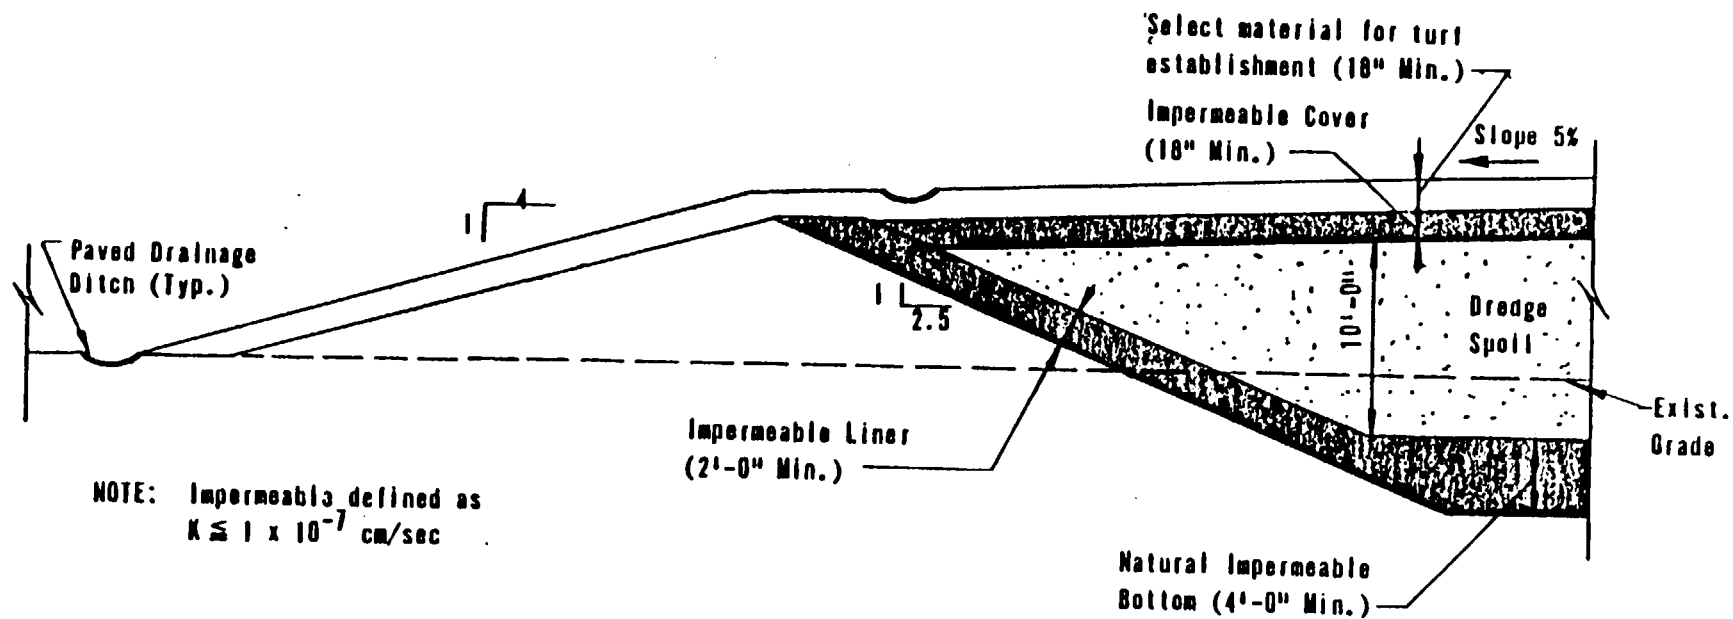 Select material for turf
establishment (18" Min.)
Impermeable Cover
(18" Min.)
Slope 5%
1
4
Paved Drainage
Ditch (Typ.)
1
2.5
10'-0"
Dredge
Spoil
Impermeable Liner
(2'-0" Min.)
Exist.
Grade
NOTE: Impermeable defined as
K ≦ 1 x 10⁻⁷ cm/sec
Natural Impermeable
Bottom (4'-0" Min.)